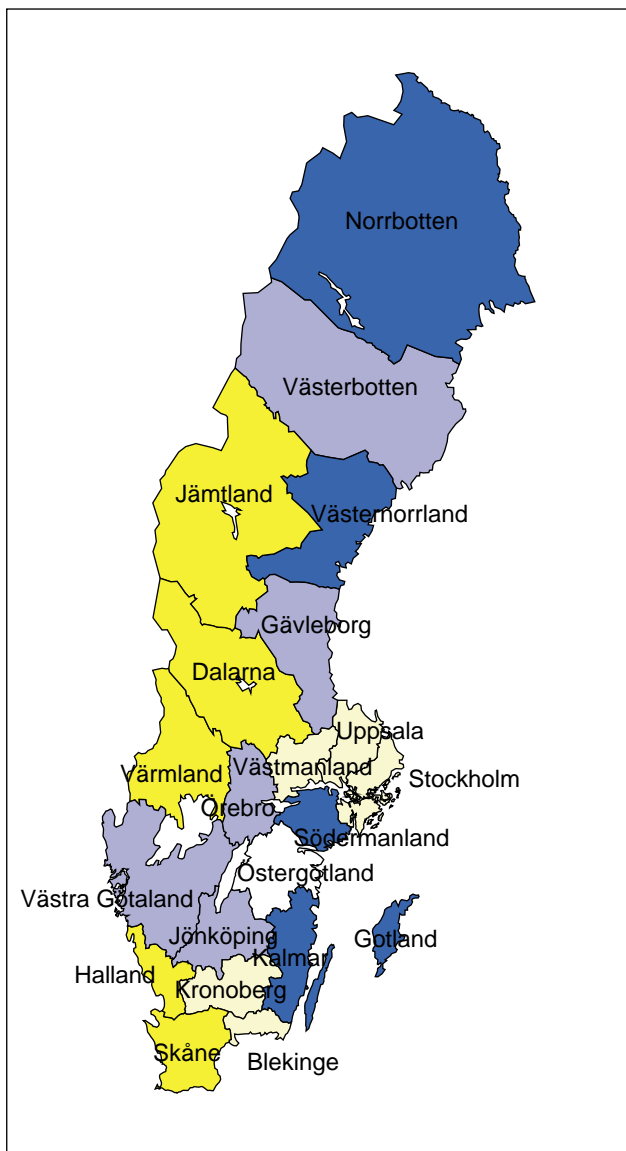 Norrbotten
Västerbotten
Jämtland
Västernorrland
Gävleborg
Dalarna
Uppsala
Västmanland
Värmland
Stockholm
Örebro
Södermanland
Östergötland
Västra Götaland
Jönköping
Gotland
Kalmar
Halland
Kronoberg
Skåne
Blekinge